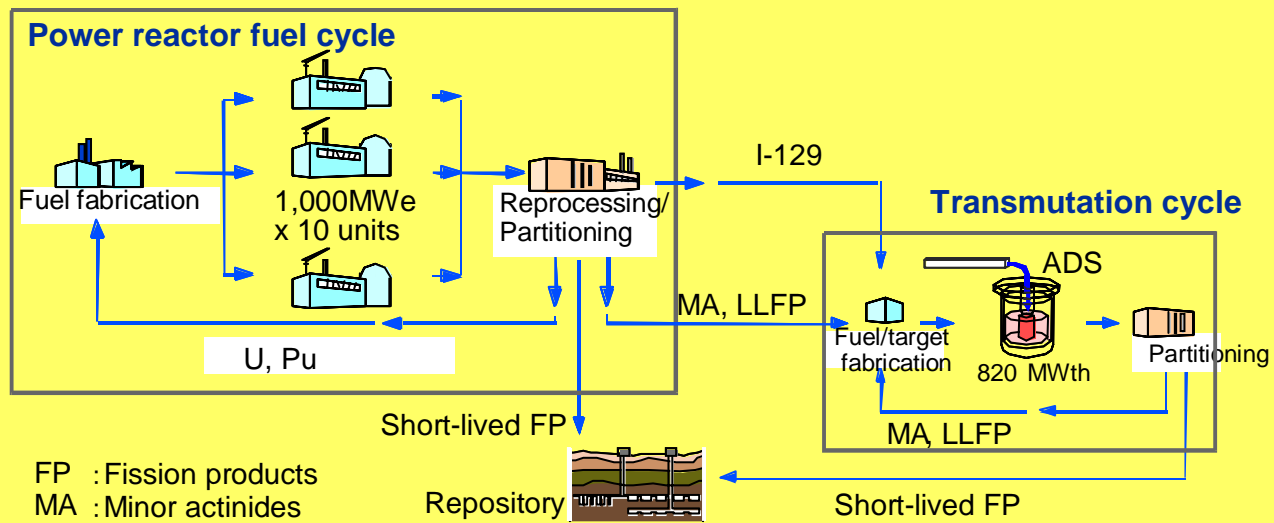 Power reactor fuel cycle
Fuel fabrication
1,000MWe
x 10 units
Reprocessing/
Partitioning
U, Pu
I-129
Transmutation cycle
MA, LLFP
ADS
Fuel/target
fabrication
820 MWth
Partitioning
MA, LLFP
Short-lived FP
Repository
Short-lived FP
FP : Fission products
MA : Minor actinides